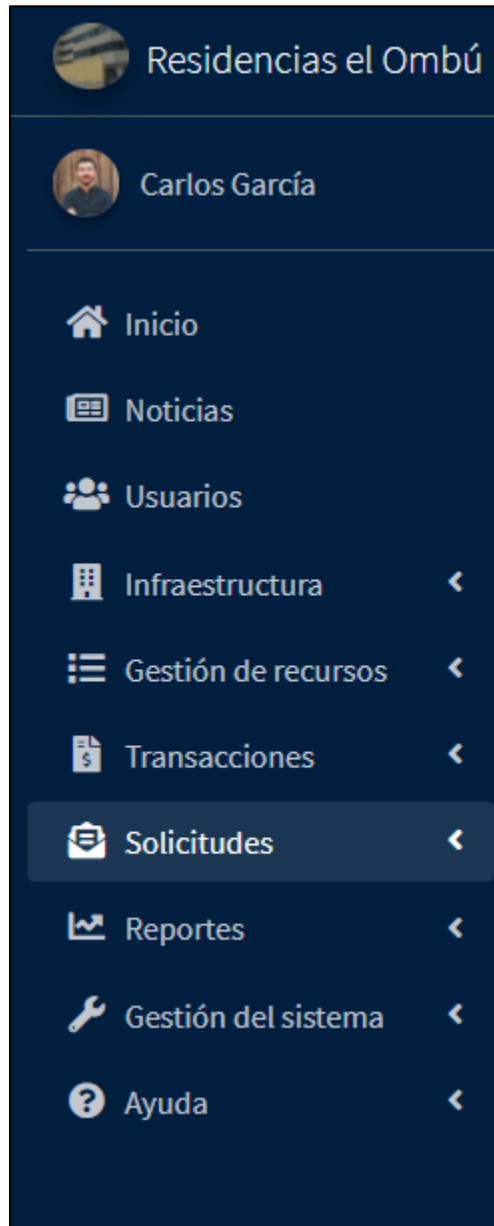 Residencias el Ombú
Carlos García
Inicio
Noticias
Usuarios
Infraestructura
Gestión de recursos
Transacciones
Solicitudes
Reportes
Gestión del sistema
Ayuda